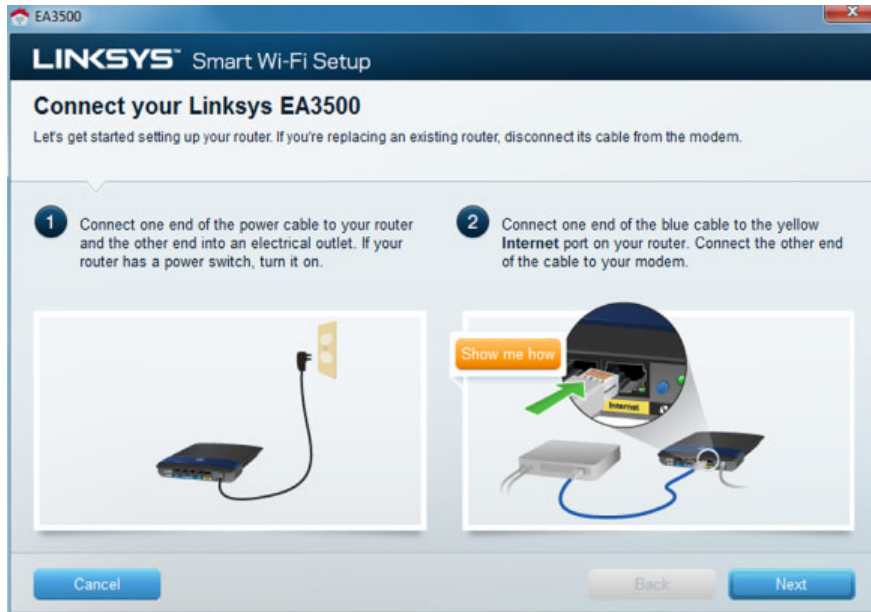 EA3500
LINKSYS™ Smart Wi-Fi Setup
Connect your Linksys EA3500
Let's get started setting up your router. If you're replacing an existing router, disconnect its cable from the modem.
1
Connect one end of the power cable to your router
and the other end into an electrical outlet. If your
router has a power switch, turn it on.
2
Connect one end of the blue cable to the yellow
Internet port on your router. Connect the other end
of the cable to your modem.
Show me how
Internet
Cancel
Back
Next